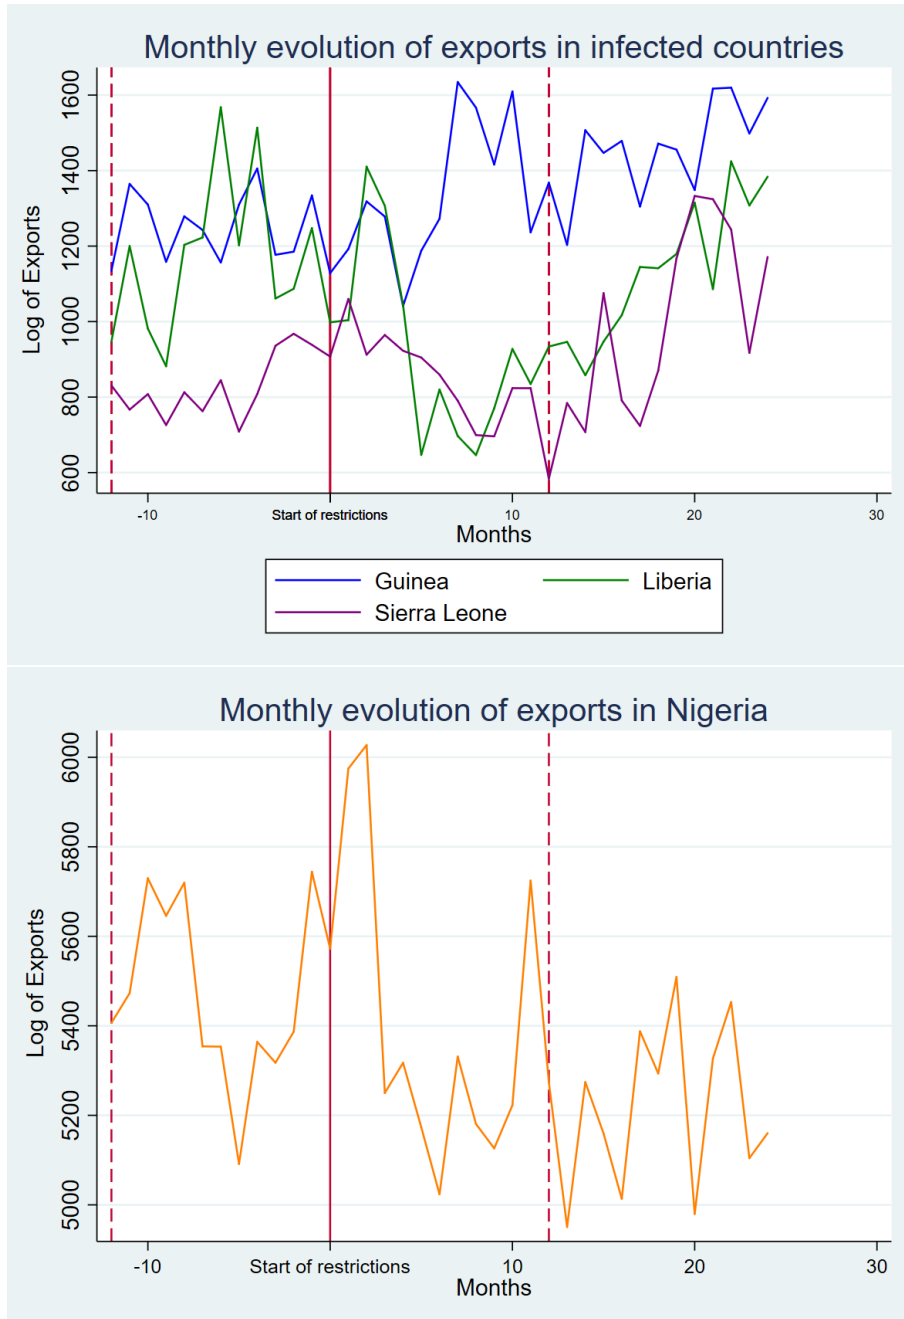 Monthly evolution of exports in infected countries
Log of Exports
1600
1400
1200
1000
800
600
-10 Start of restrictions 10 20 30
Months
Guinea Liberia
Sierra Leone
Monthly evolution of exports in Nigeria
Log of Exports
6000
5800
5600
5400
5200
5000
-10 Start of restrictions 10 20 30
Months